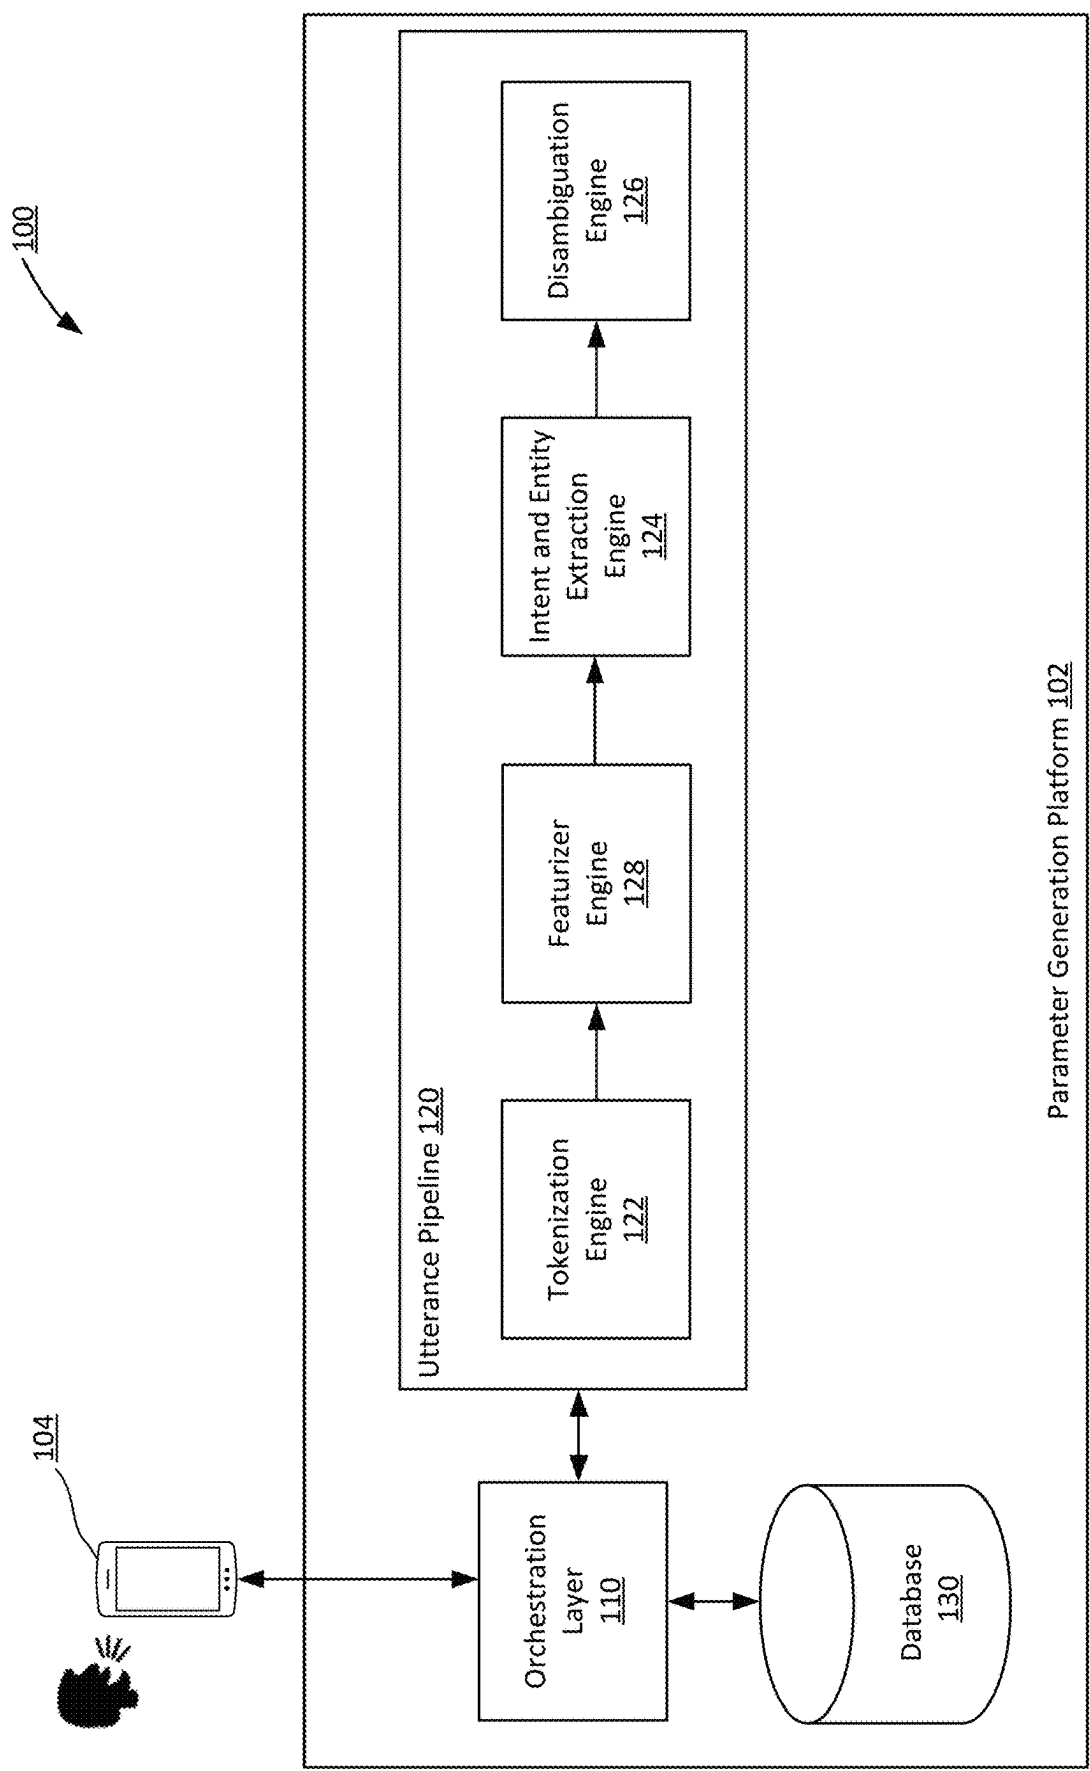 100
104
Utterance Pipeline 120
Orchestration
Layer
110
Tokenization
Engine
122
Featurizer
Engine
128
Intent and Entity
Extraction
Engine
124
Disambiguation
Engine
126
Database
130
Parameter Generation Platform 102